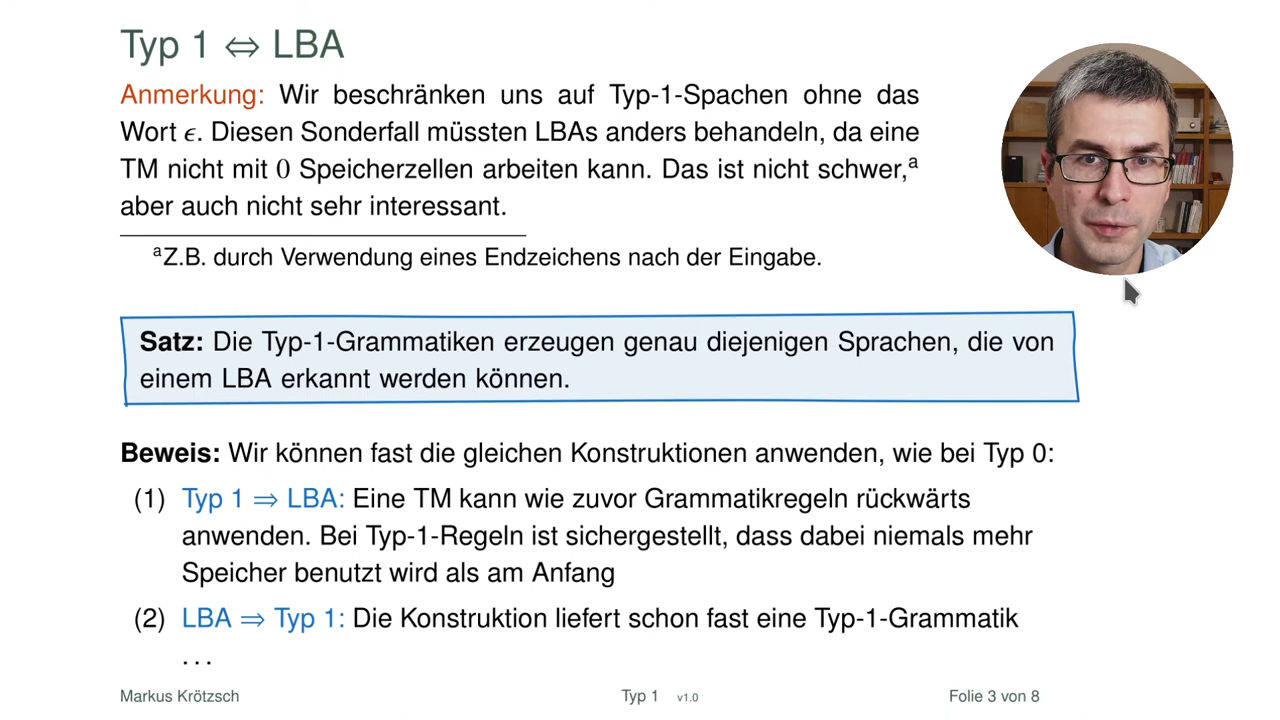 Typ 1 ⇔ LBA
Anmerkung: Wir beschränken uns auf Typ-1-Spachen ohne das
Wort ϵ. Diesen Sonderfall müssten LBAs anders behandeln, da eine
TM nicht mit 0 Speicherzellen arbeiten kann. Das ist nicht schwer,ᵃ
aber auch nicht sehr interessant.
ᵃZ.B. durch Verwendung eines Endzeichens nach der Eingabe.
Satz: Die Typ-1-Grammatiken erzeugen genau diejenigen Sprachen, die von
einem LBA erkannt werden können.
Beweis: Wir können fast die gleichen Konstruktionen anwenden, wie bei Typ 0:
(1) Typ 1 ⇒ LBA: Eine TM kann wie zuvor Grammatikregeln rückwärts
anwenden. Bei Typ-1-Regeln ist sichergestellt, dass dabei niemals mehr
Speicher benutzt wird als am Anfang
(2) LBA ⇒ Typ 1: Die Konstruktion liefert schon fast eine Typ-1-Grammatik
. . .
Markus Krötzsch Typ 1 v1.0 Folie 3 von 8